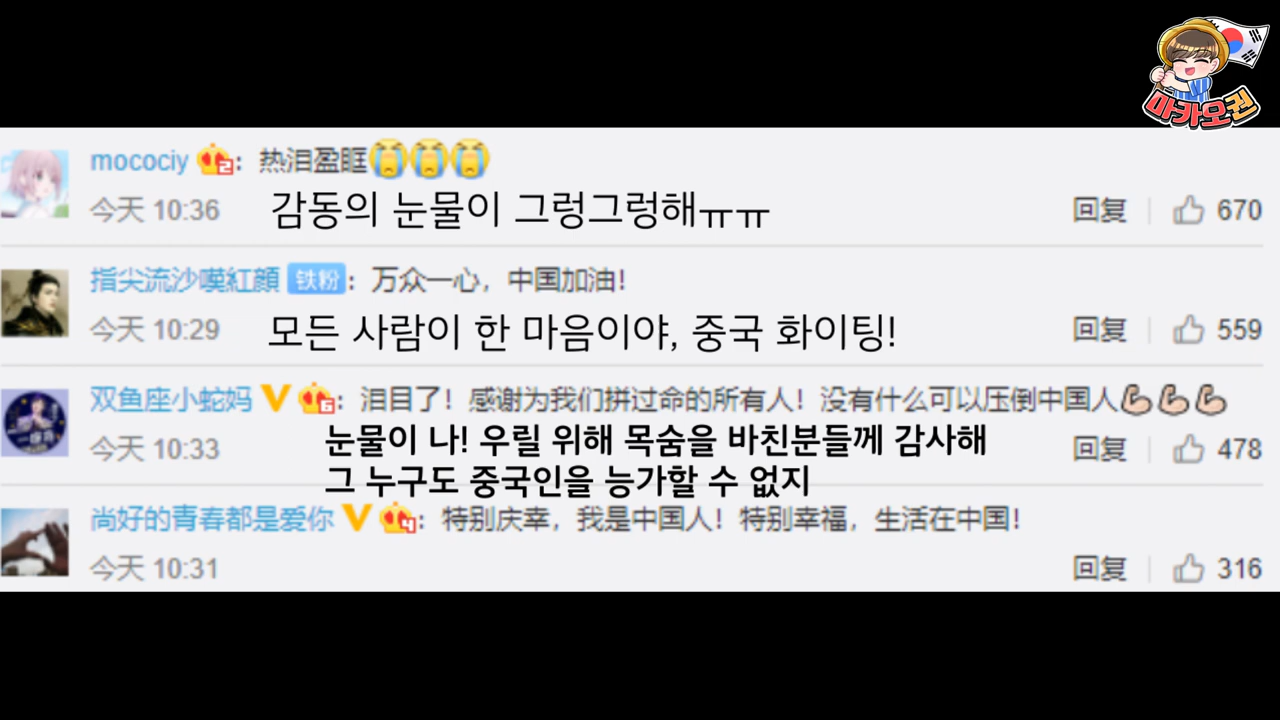 마카오권
mocociy 2: 热泪盈眶😭😭😭
今天 10:36 감동의 눈물이 그렁그렁해ㅠㅠ 回复 670
指尖流沙嘆紅顔 铁粉: 万众一心，中国加油！
今天 10:29 모든 사람이 한 마음이야, 중국 화이팅! 回复 559
双鱼座小蛇妈 V 6: 泪目了！感谢为我们拼过命的所有人！没有什么可以压倒中国人💪💪💪
今天 10:33 눈물이 나! 우릴 위해 목숨을 바친분들께 감사해 回复 478
그 누구도 중국인을 능가할 수 없지
尚好的青春都是爱你 V 4: 特别庆幸，我是中国人！特别幸福，生活在中国！
今天 10:31 回复 316